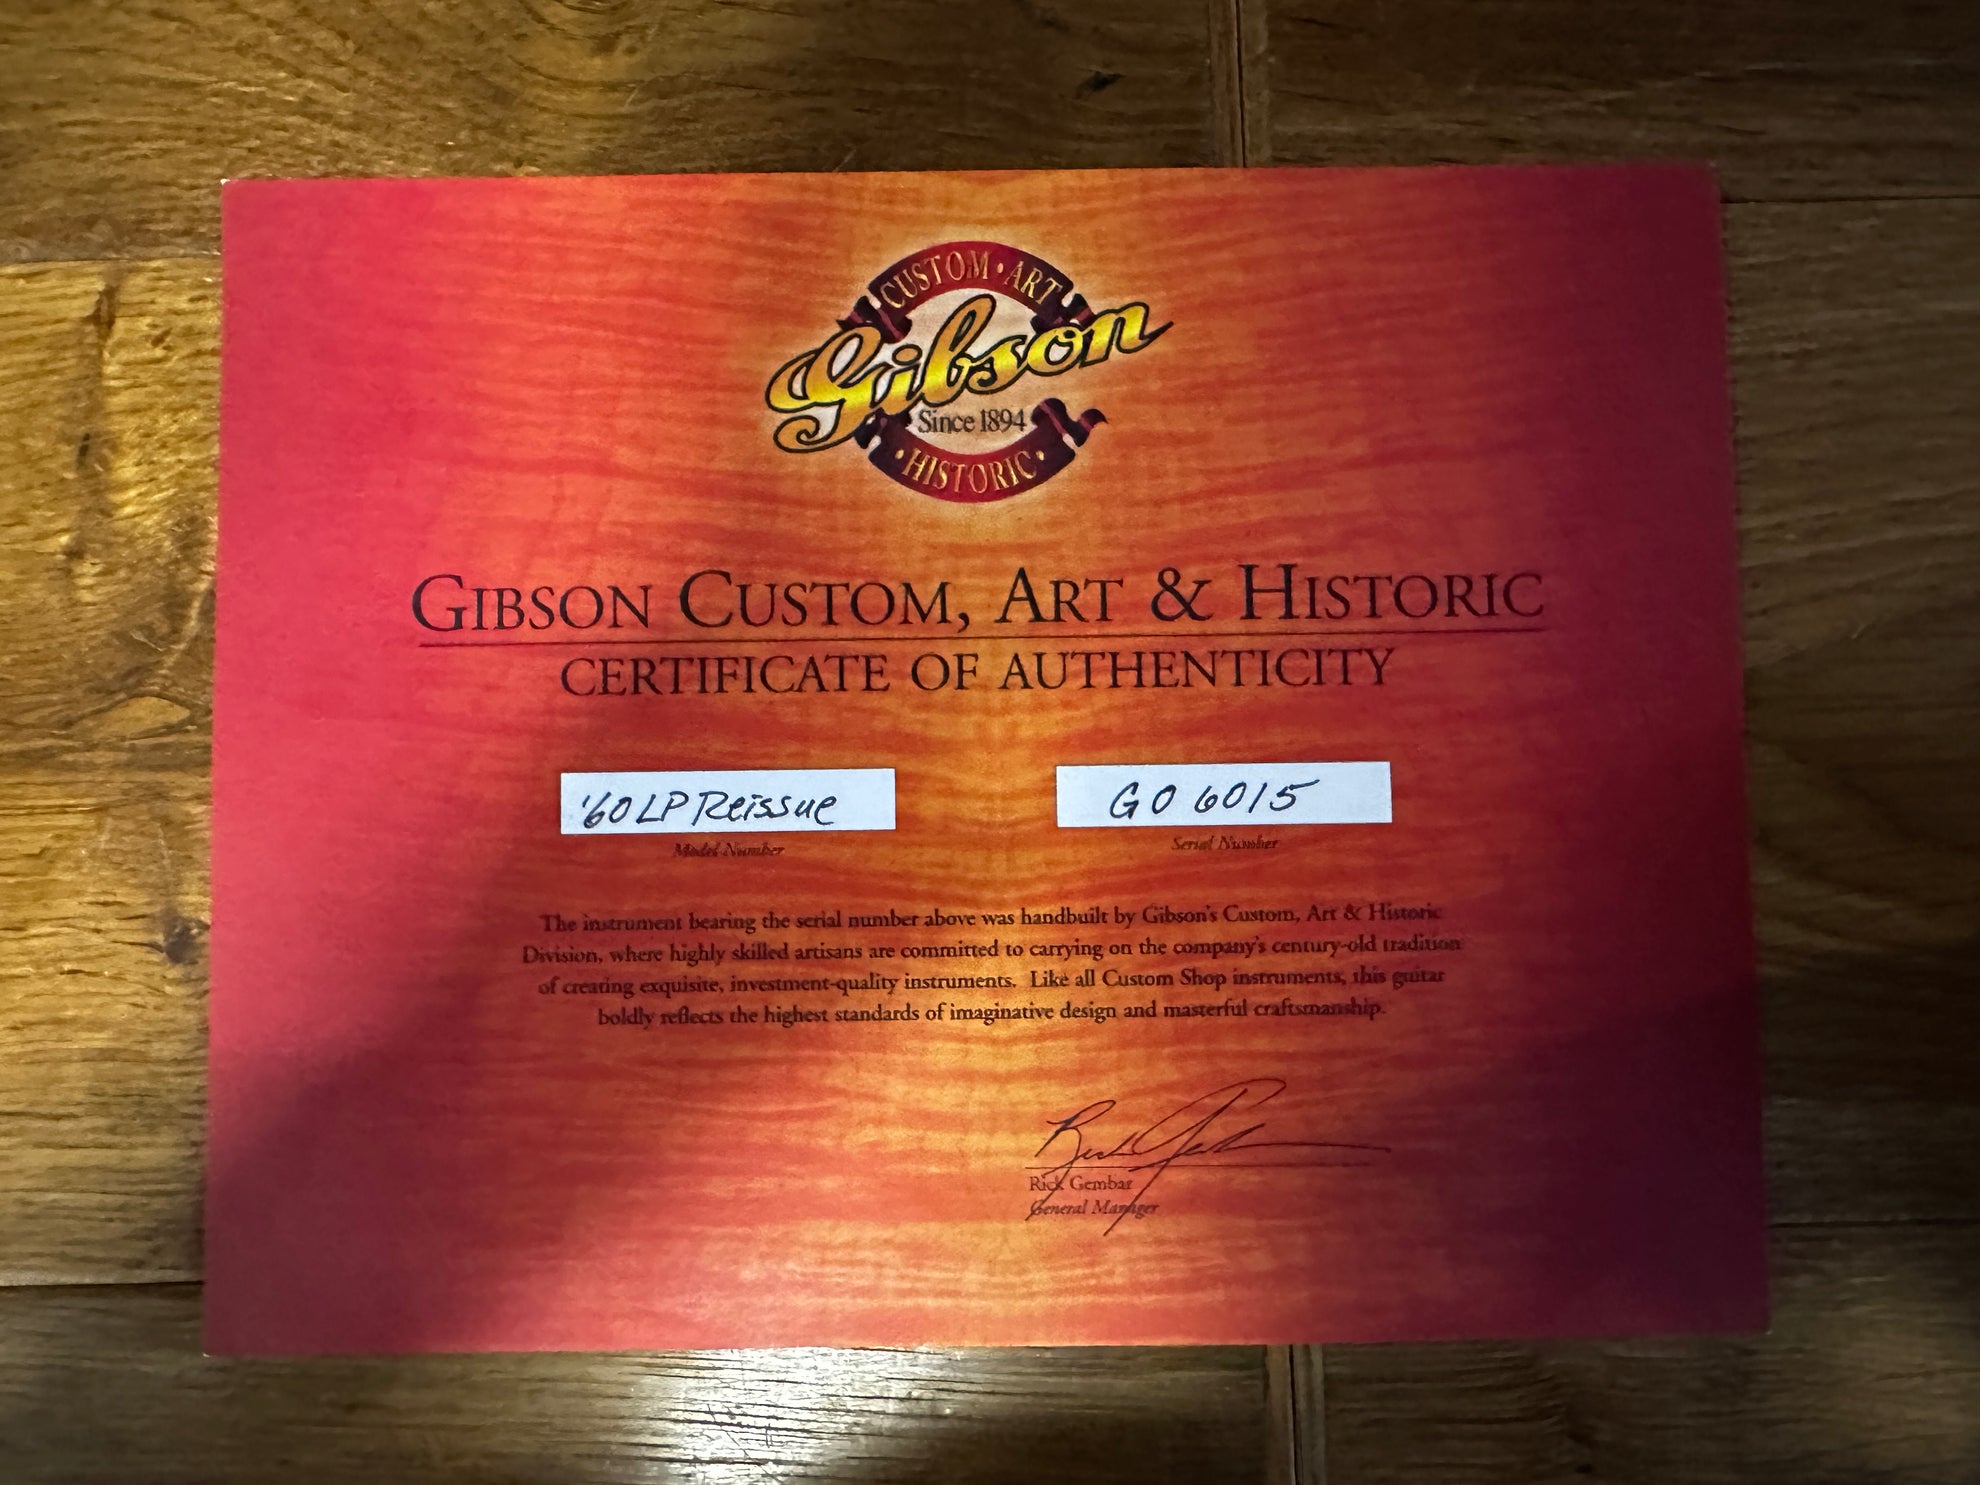 CUSTOM • ART
Gibson
Since 1894
• HISTORIC •
GIBSON CUSTOM, ART & HISTORIC
CERTIFICATE OF AUTHENTICITY
'60 LP Reissue
G0 6015
Model Number
Serial Number
The instrument bearing the serial number above was handbuilt by Gibson's Custom, Art & Historic
Division, where highly skilled artisans are committed to carrying on the company's century-old tradition
of creating exquisite, investment-quality instruments. Like all Custom Shop instruments, this guitar
boldly reflects the highest standards of imaginative design and masterful craftsmanship.
Rick Gembar
General Manager